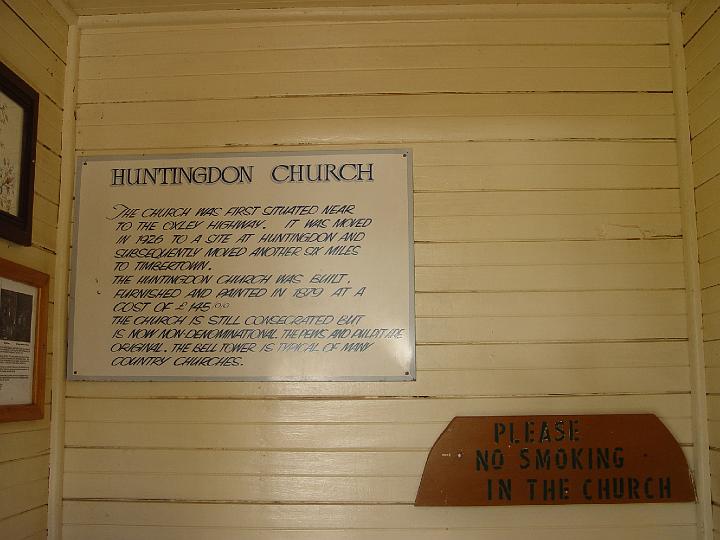 HUNTINGDON CHURCH
THE CHURCH WAS FIRST SITUATED NEAR
TO THE OXLEY HIGHWAY. IT WAS MOVED
IN 1926 TO A SITE AT HUNTINGDON AND
SUBSEQUENTLY MOVED ANOTHER SIX MILES
TO TIMBERTOWN.
THE HUNTINGDON CHURCH WAS BUILT,
FURNISHED AND PAINTED IN 1879 AT A
COST OF £145.00
THE CHURCH IS STILL CONSECRATED BUT
IS NOW NON-DENOMINATIONAL. THE PEWS AND PULPIT ARE
ORIGINAL. THE BELL TOWER IS TYPICAL OF MANY
COUNTRY CHURCHES.
PLEASE
NO SMOKING
IN THE CHURCH